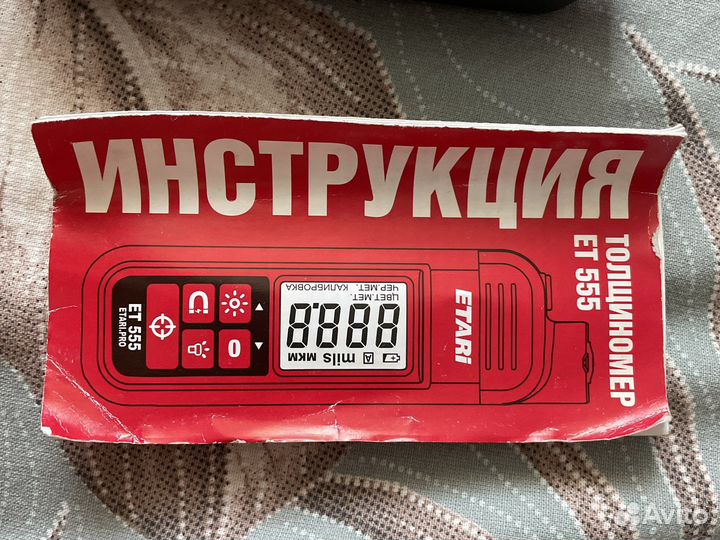 ИНСТРУКЦИЯ
ТОЛЩИНОМЕР
ET 555
ETARI
ЧЕР.МЕТ. КАЛИБРОВКА
ЦВЕТ.МЕТ.
888.8
A mils МКМ
ET 555
ETARI.PRO
0
Avito